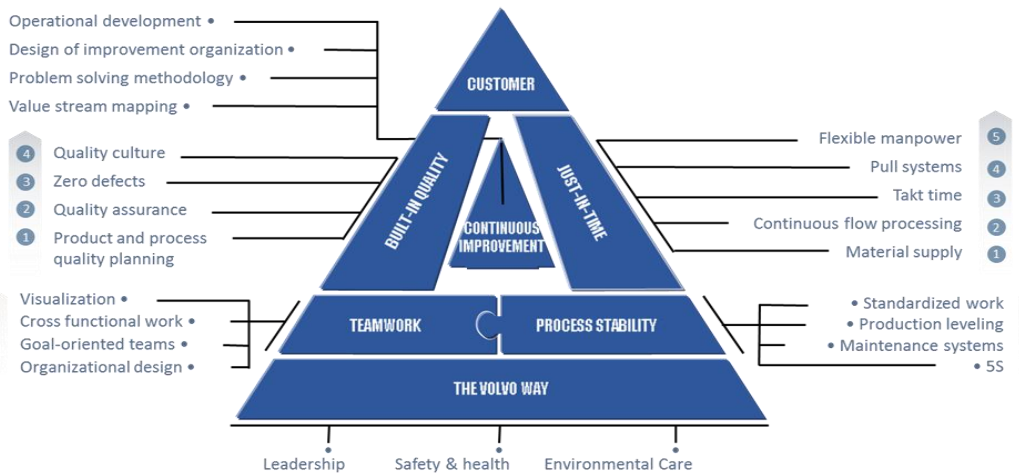 Operational development •
Design of improvement organization •
Problem solving methodology •
Value stream mapping •
4 Quality culture
3 Zero defects
2 Quality assurance
1 Product and process
quality planning
Visualization •
Cross functional work •
Goal-oriented teams •
Organizational design •
CUSTOMER
BUILT-IN QUALITY
CONTINUOUS
IMPROVEMENT
JUST-IN-TIME
TEAMWORK
PROCESS STABILITY
THE VOLVO WAY
Flexible manpower 5
Pull systems 4
Takt time 3
Continuous flow processing 2
Material supply 1
• Standardized work
• Production leveling
• Maintenance systems
• 5S
• Leadership
• Safety & health
• Environmental Care